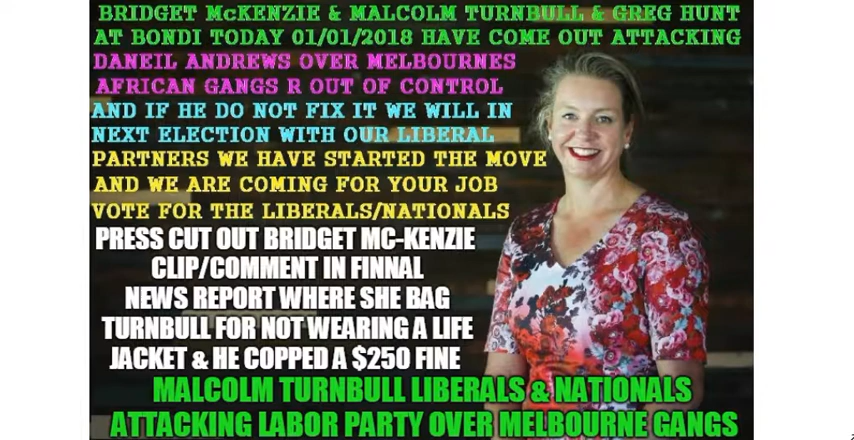 BRIDGET McKENZIE & MALCOLM TURNBULL & GREG HUNT
AT BONDI TODAY 01/01/2018 HAVE COME OUT ATTACKING
DANEIL ANDREWS OVER MELBOURNES
AFRICAN GANGS R OUT OF CONTROL
AND IF HE DO NOT FIX IT WE WILL IN
NEXT ELECTION WITH OUR LIBERAL
PARTNERS WE HAVE STARTED THE MOVE
AND WE ARE COMING FOR YOUR JOB
VOTE FOR THE LIBERALS/NATIONALS
PRESS CUT OUT BRIDGET MC-KENZIE
CLIP/COMMENT IN FINNAL
NEWS REPORT WHERE SHE BAG
TURNBULL FOR NOT WEARING A LIFE
JACKET & HE COPPED A $250 FINE
MALCOLM TURNBULL LIBERALS & NATIONALS
ATTACKING LABOR PARTY OVER MELBOURNE GANGS